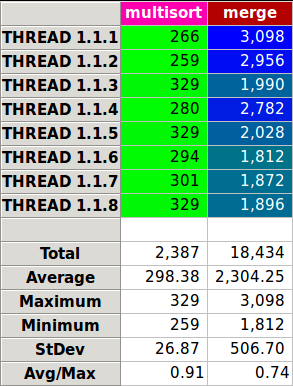 multisort merge
THREAD 1.1.1 266 3,098
THREAD 1.1.2 259 2,956
THREAD 1.1.3 329 1,990
THREAD 1.1.4 280 2,782
THREAD 1.1.5 329 2,028
THREAD 1.1.6 294 1,812
THREAD 1.1.7 301 1,872
THREAD 1.1.8 329 1,896
Total 2,387 18,434
Average 298.38 2,304.25
Maximum 329 3,098
Minimum 259 1,812
StDev 26.87 506.70
Avg/Max 0.91 0.74